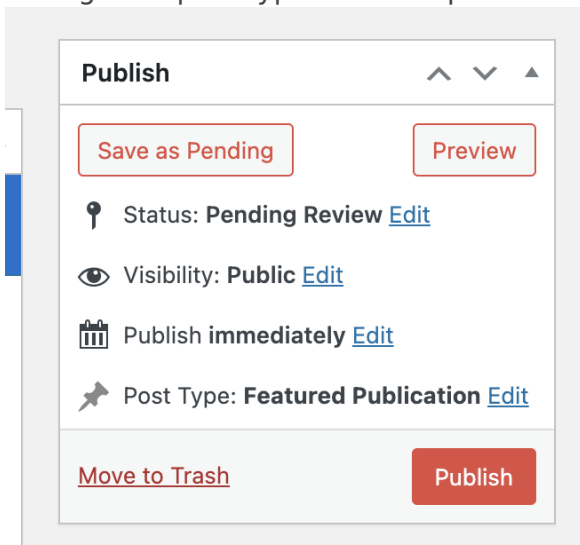 Publish
Save as Pending Preview
Status: Pending Review Edit
Visibility: Public Edit
Publish immediately Edit
Post Type: Featured Publication Edit
Move to Trash Publish